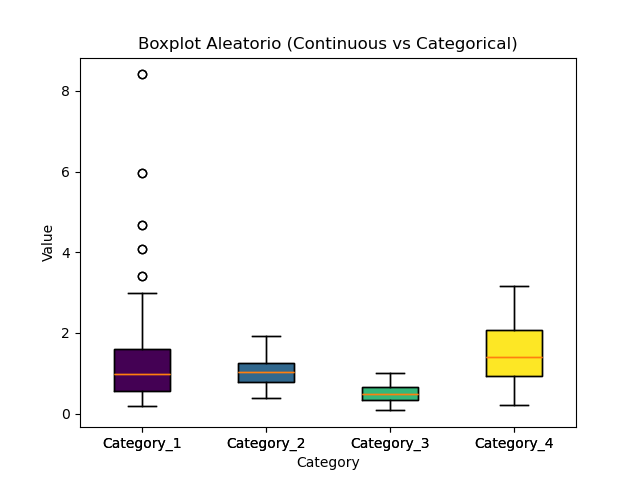 Boxplot Aleatorio (Continuous vs Categorical)
8
6
4
2
0
Value
Category_1 Category_2 Category_3 Category_4
Category